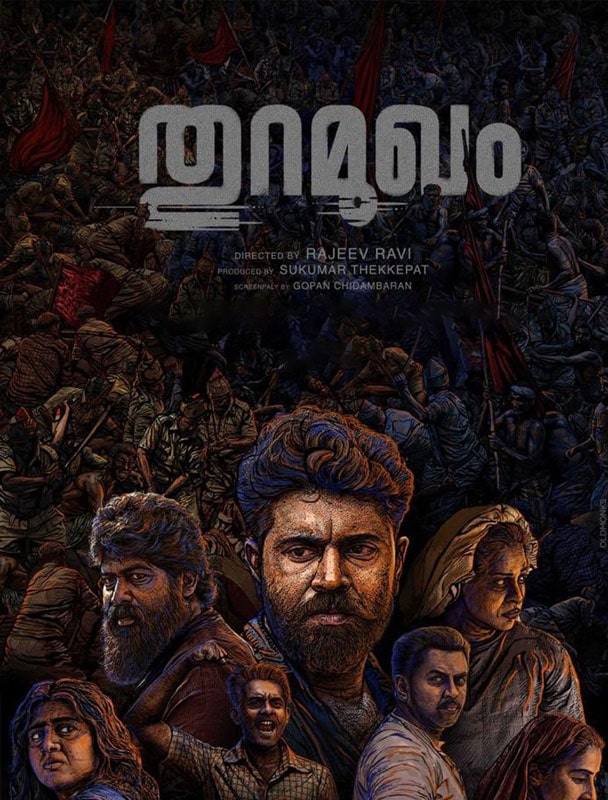 തുറമുഖം
DIRECTED BY RAJEEV RAVI
PRODUCED BY SUKUMAR THEKKEPAT
SCREENPALY BY GOPAN CHIDAMBARAN